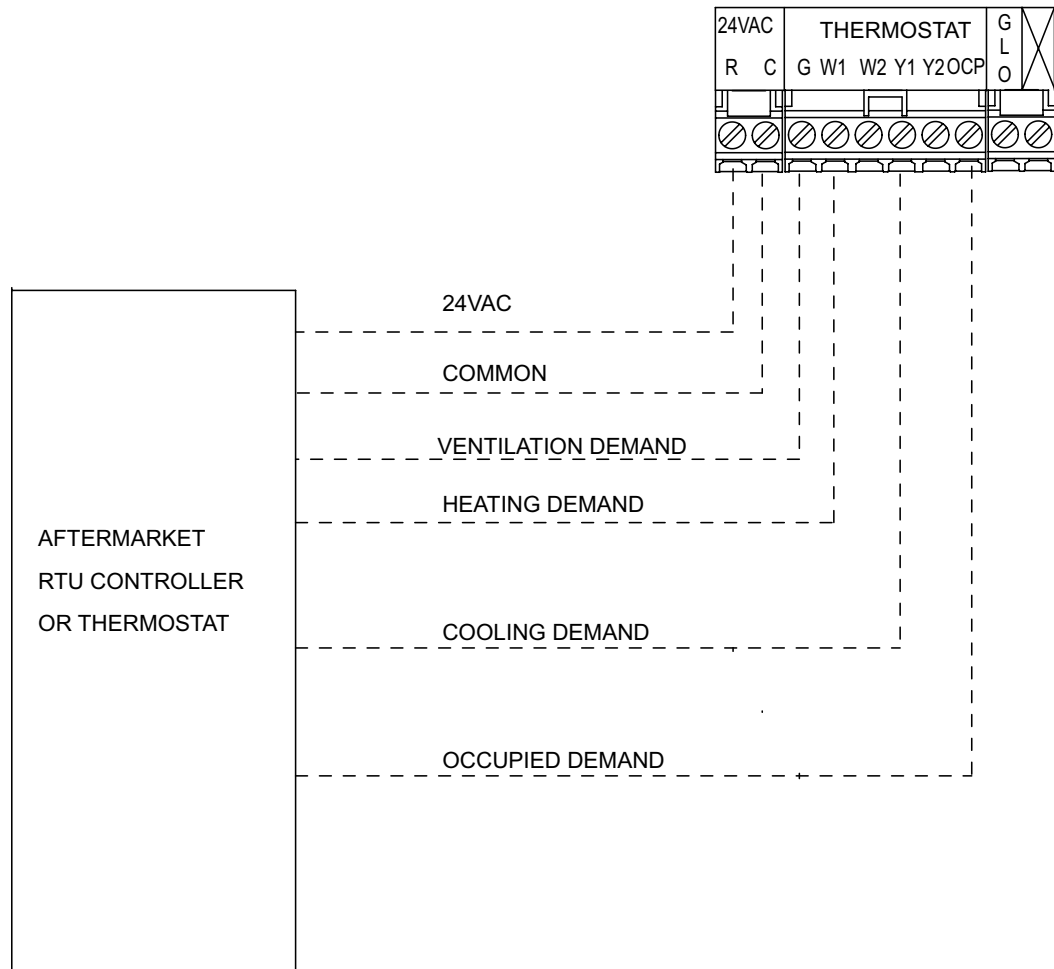 24VAC THERMOSTAT G
L
R C G W1 W2 Y1 Y2 OCP O
24VAC
COMMON
VENTILATION DEMAND
HEATING DEMAND
AFTERMARKET
RTU CONTROLLER
OR THERMOSTAT
COOLING DEMAND
OCCUPIED DEMAND